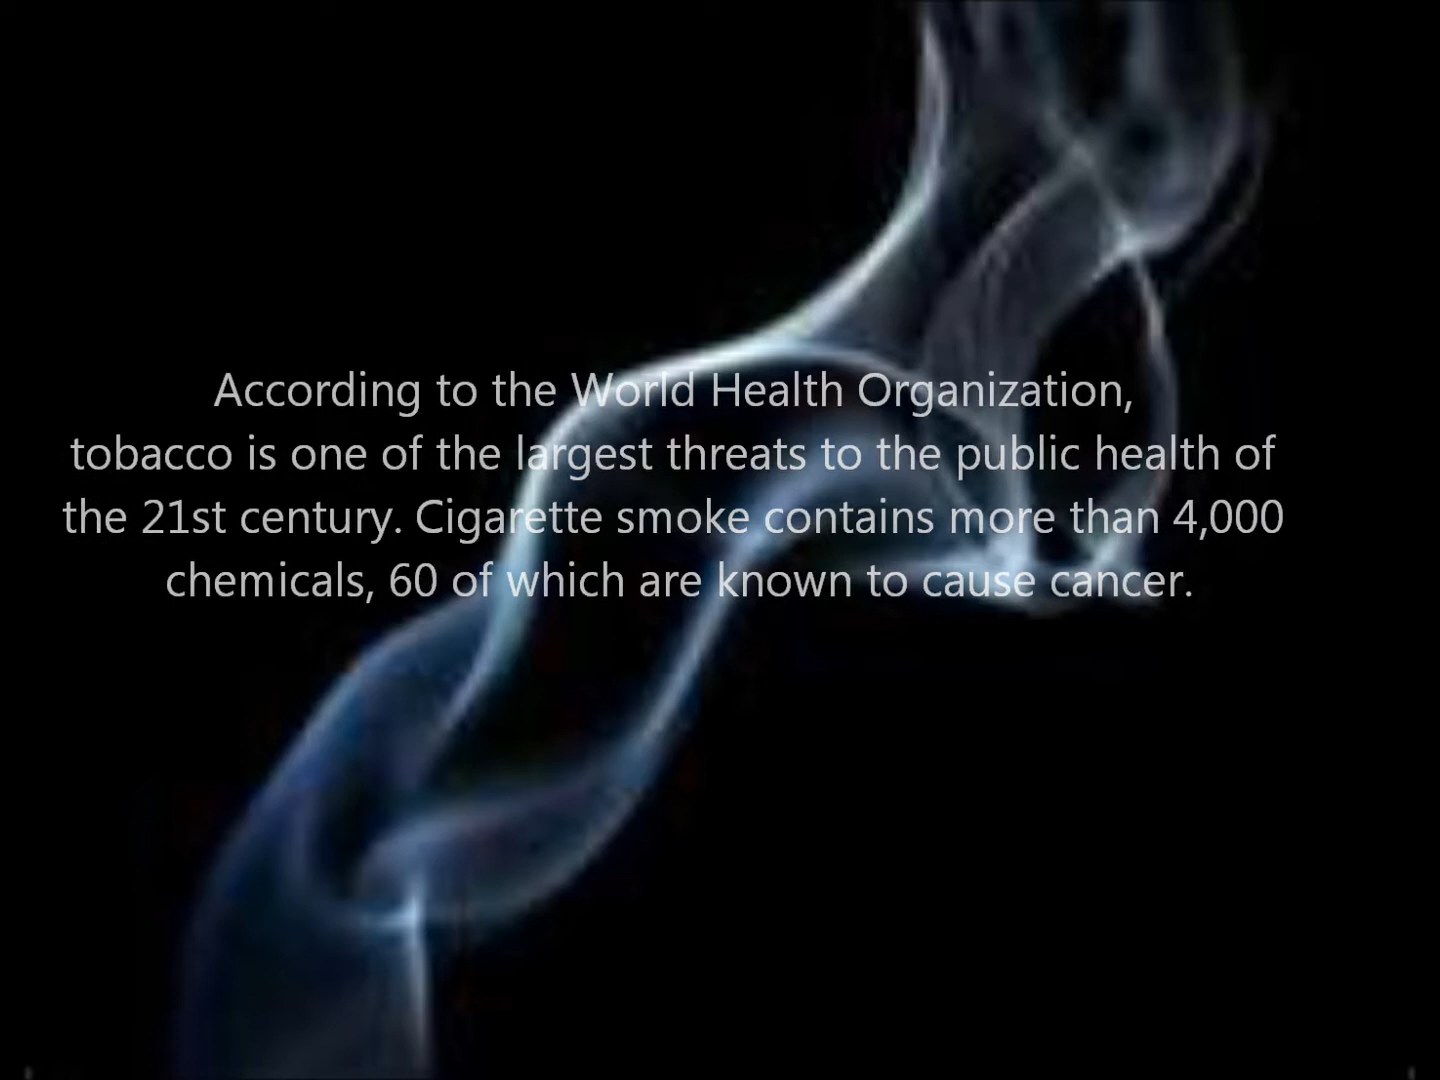 According to the World Health Organization,
tobacco is one of the largest threats to the public health of
the 21st century. Cigarette smoke contains more than 4,000
chemicals, 60 of which are known to cause cancer.